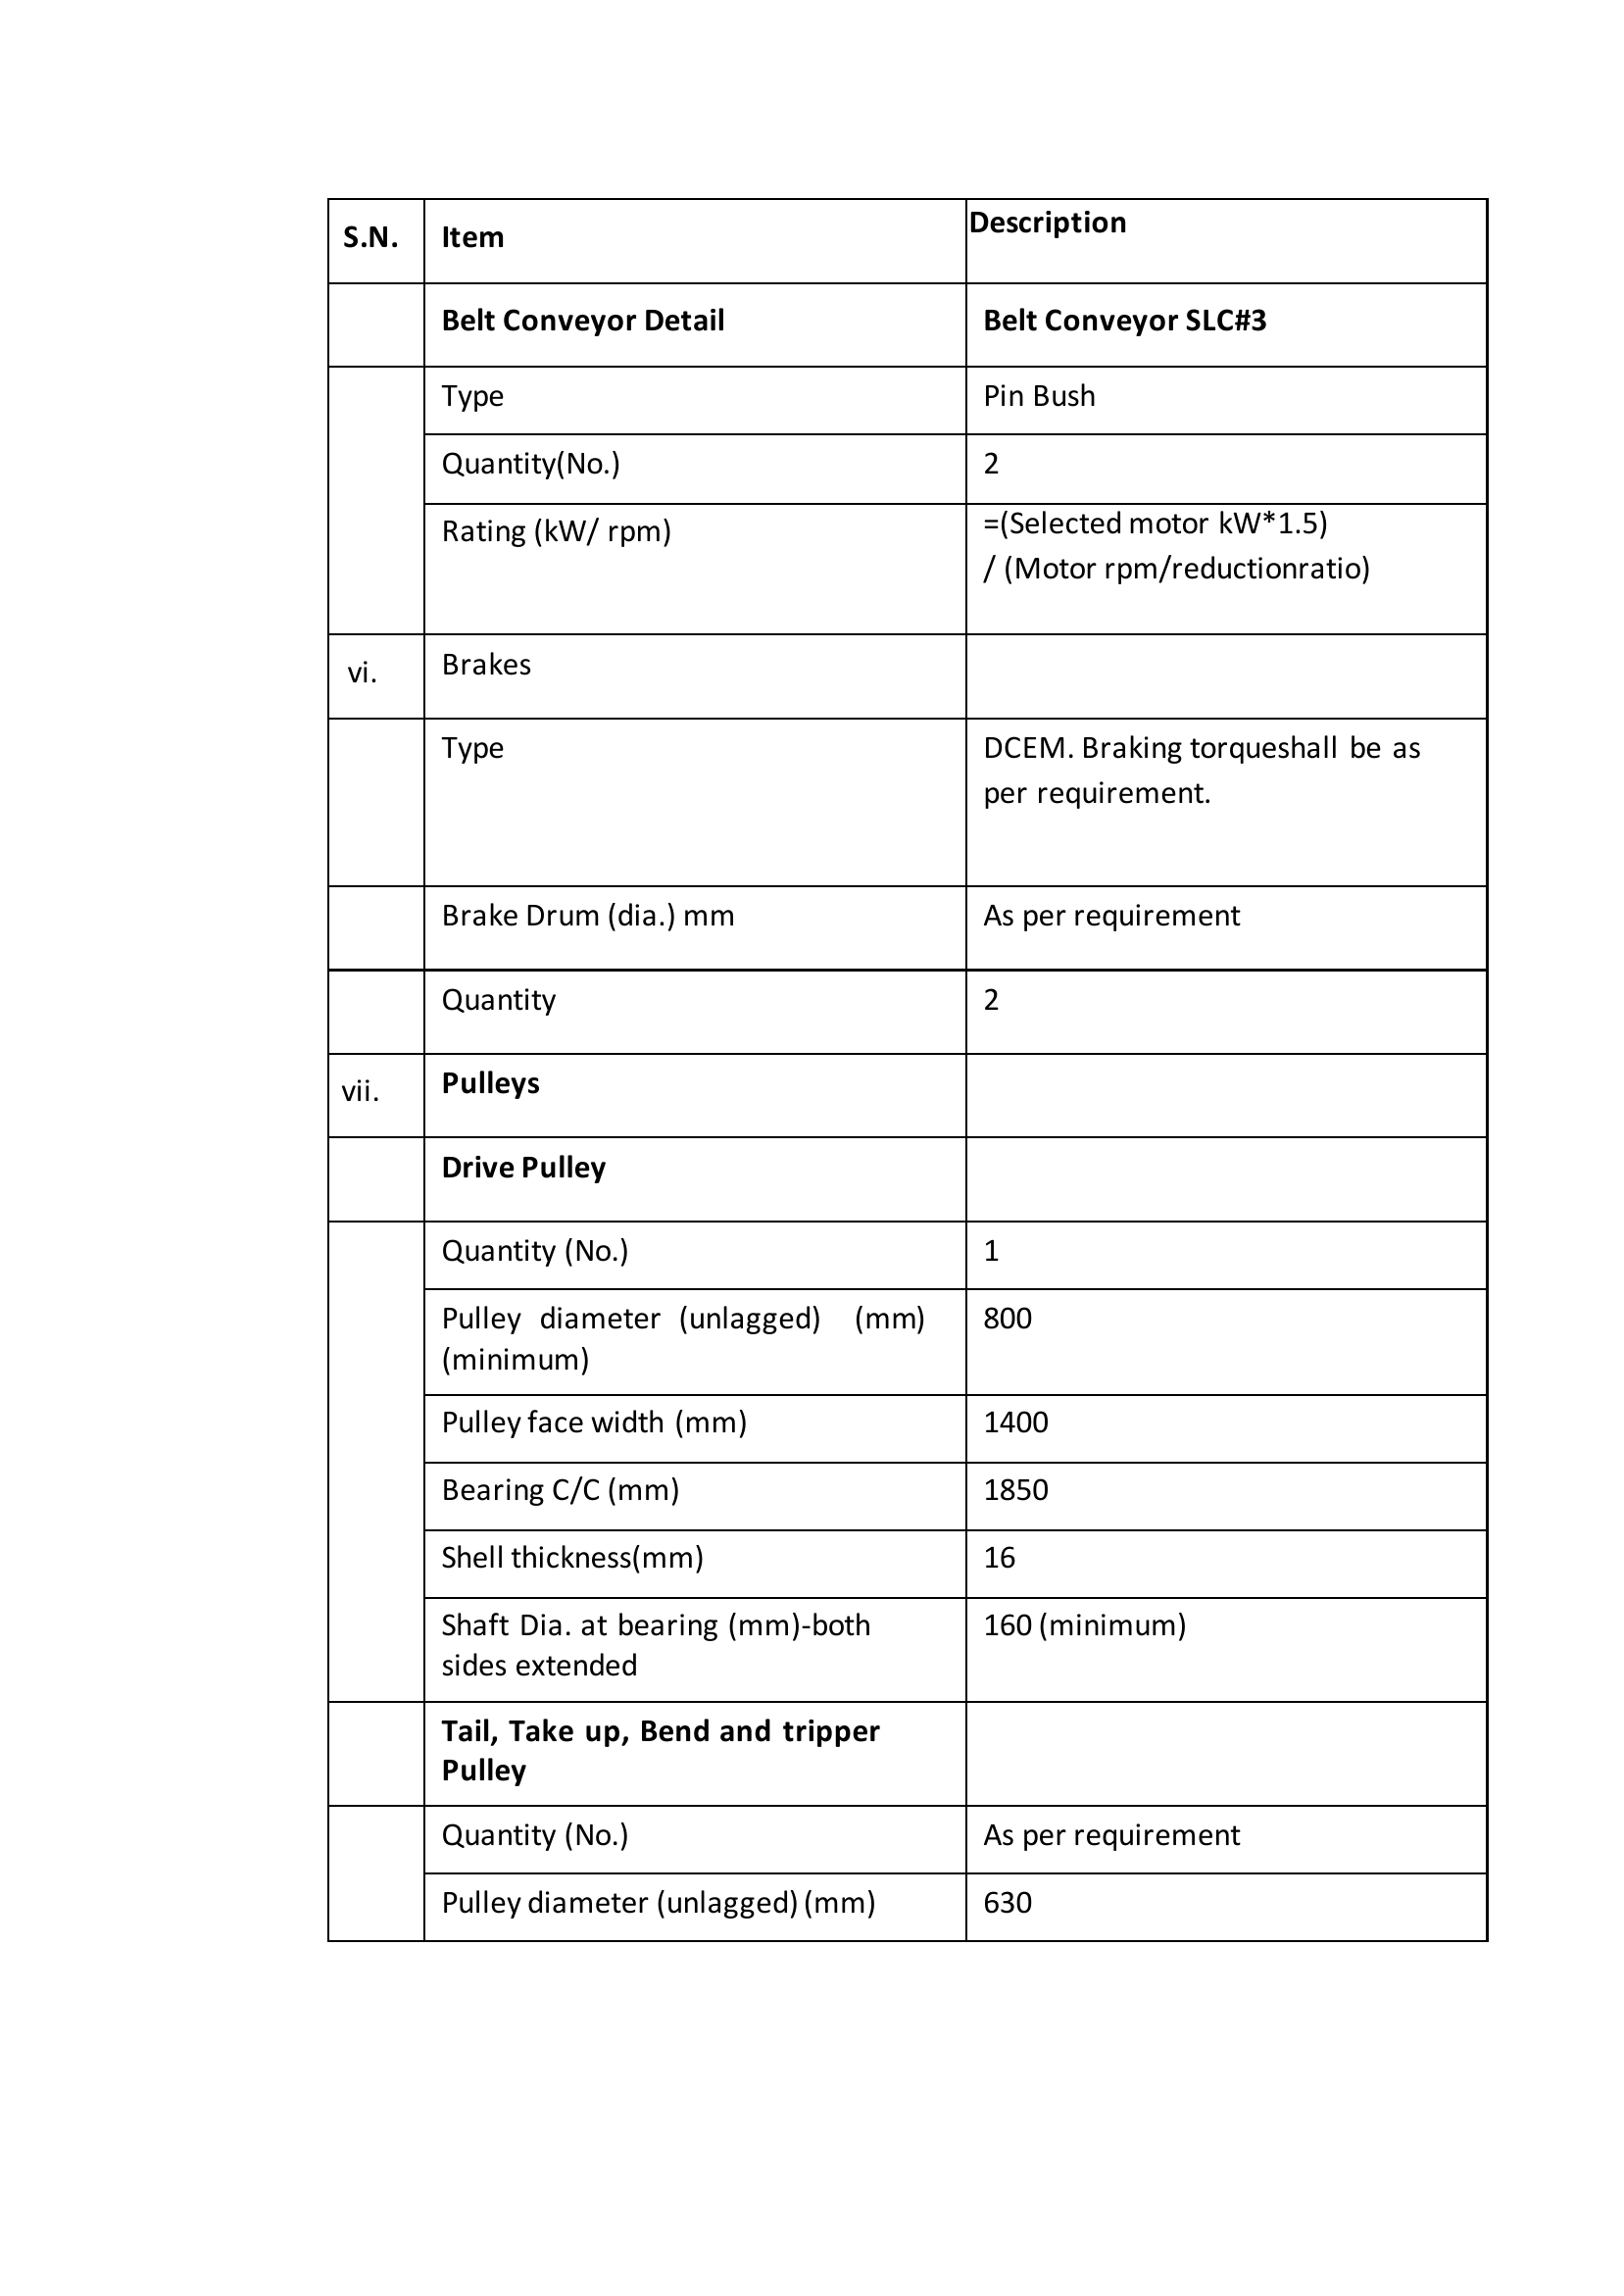 S.N. Item Description
Belt Conveyor Detail Belt Conveyor SLC#3
Type Pin Bush
Quantity(No.) 2
Rating (kW/ rpm) =(Selected motor kW*1.5)
/ (Motor rpm/reductionratio)
vi. Brakes
Type DCEM. Braking torqueshall be as
per requirement.
Brake Drum (dia.) mm As per requirement
Quantity 2
vii. Pulleys
Drive Pulley
Quantity (No.) 1
Pulley diameter (unlagged) (mm) 800
(minimum)
Pulley face width (mm) 1400
Bearing C/C (mm) 1850
Shell thickness(mm) 16
Shaft Dia. at bearing (mm)-both 160 (minimum)
sides extended
Tail, Take up, Bend and tripper
Pulley
Quantity (No.) As per requirement
Pulley diameter (unlagged) (mm) 630